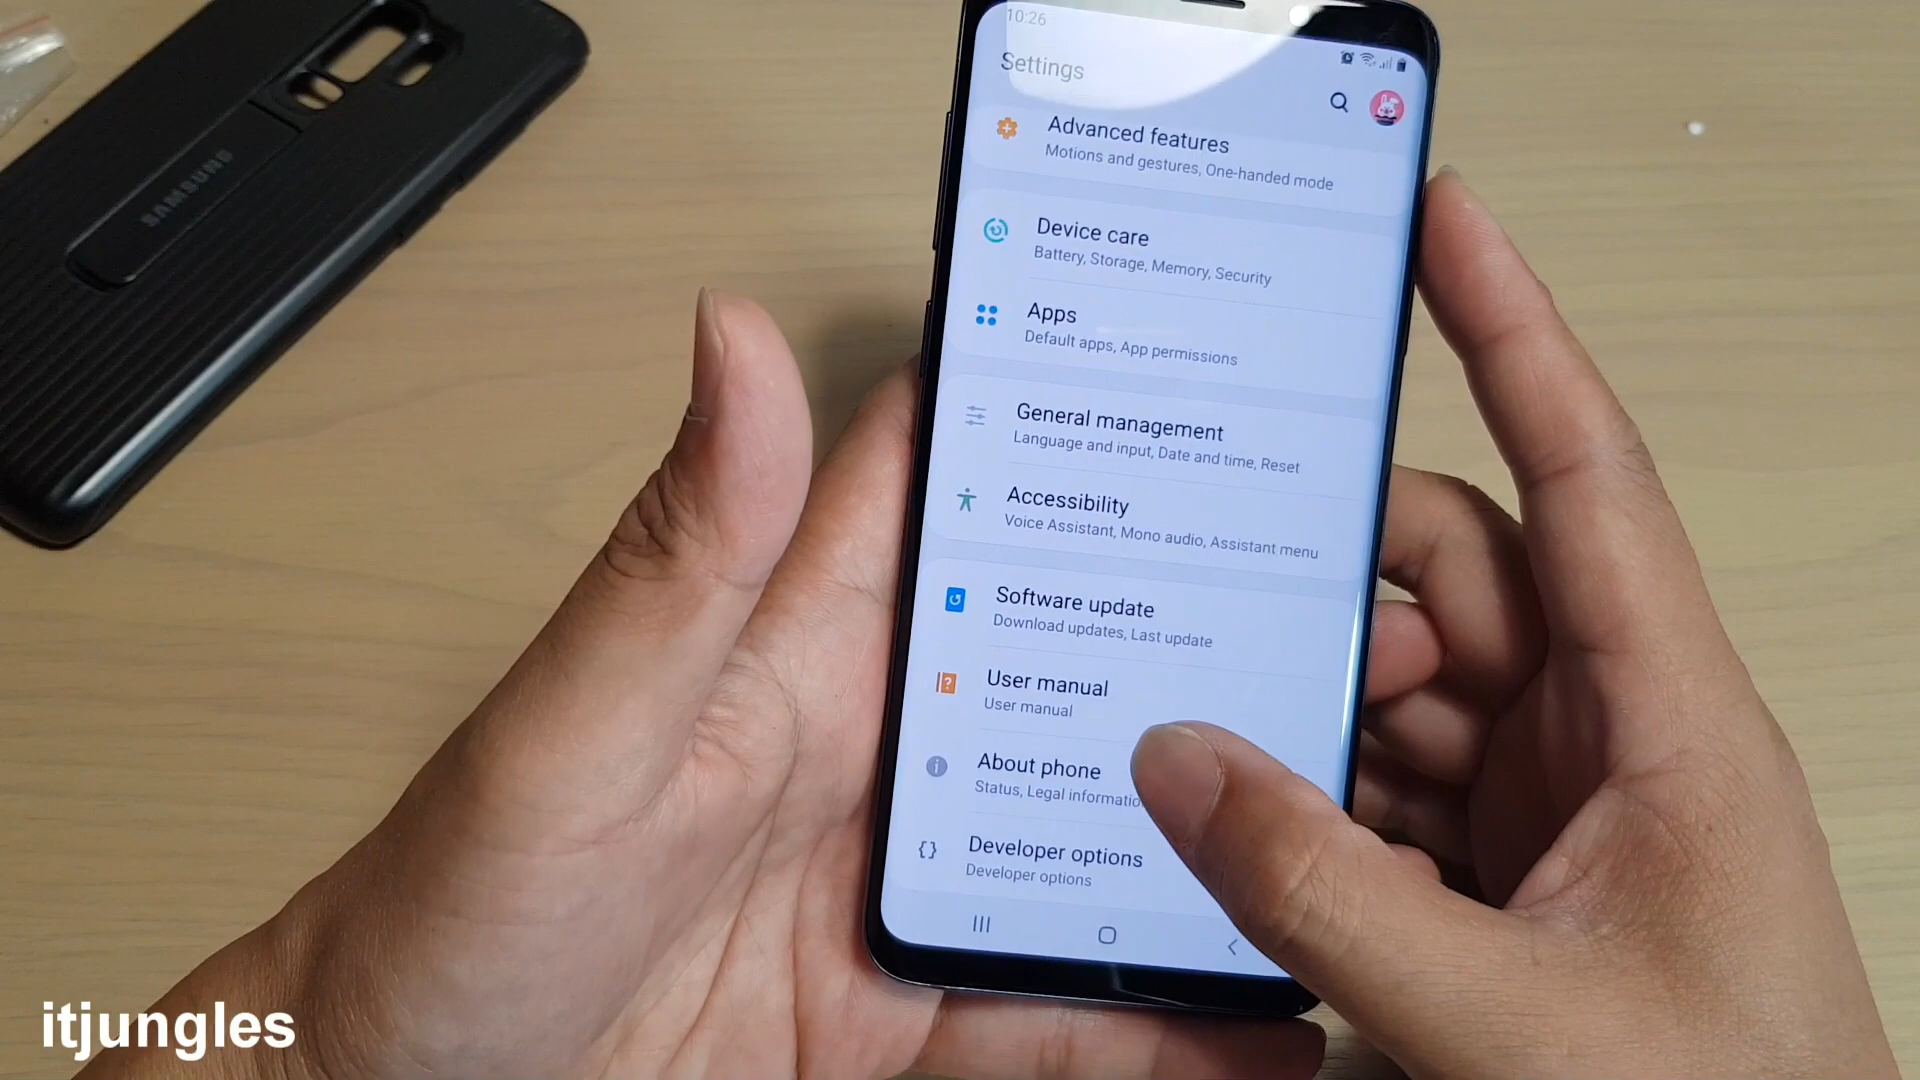 SAMSUNG
10:26
Settings
Advanced features
Motions and gestures, One-handed mode
Device care
Battery, Storage, Memory, Security
Apps
Default apps, App permissions
General management
Language and input, Date and time, Reset
Accessibility
Voice Assistant, Mono audio, Assistant menu
Software update
Download updates, Last update
User manual
User manual
About phone
Status, Legal informatio
Developer options
Developer options
itjungles